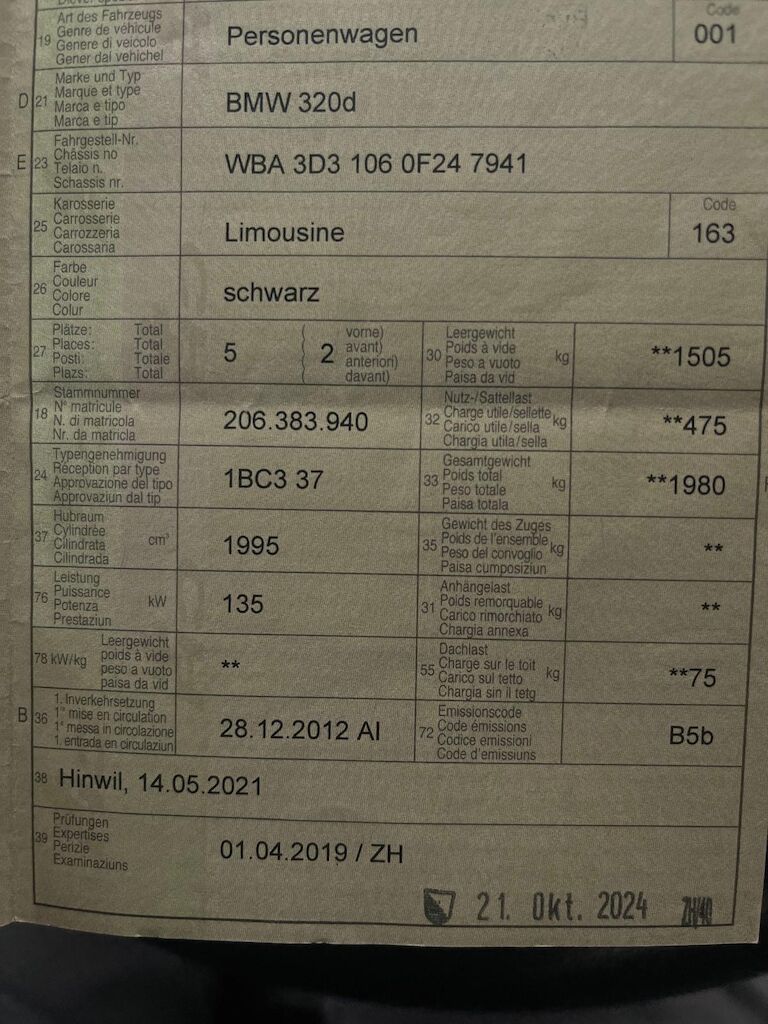 19 Art des Fahrzeugs
Genre de véhicule
Genere di veicolo
Gener dal vehichel
Personenwagen
Code
001
D 21 Marke und Typ
Marque et type
Marca e tipo
Marca e tip
BMW 320d
E 23 Fahrgestell-Nr.
Châssis no
Telaio n.
Schassis nr.
WBA 3D3 106 0F24 7941
25 Karosserie
Carrosserie
Carrozzeria
Carossaria
Limousine
Code
163
26 Farbe
Couleur
Colore
Colur
schwarz
27 Plätze: Total
Places: Total
Posti: Totale
Plazs: Total
5
( 2 vorne)
avant)
anteriori)
davant)
30 Leergewicht
Poids à vide
Peso a vuoto
Paisa da vid
kg
**1505
18 Stammnummer
N° matricule
N. di matricola
Nr. da matricla
206.383.940
32 Nutz-/Sattellast
Charge utile/sellette
Carico utile/sella
Chargia utila/sella
kg
**475
24 Typengenehmigung
Réception par type
Approvazione del tipo
Approvaziun dal tip
1BC3 37
33 Gesamtgewicht
Poids total
Peso totale
Paisa totala
kg
**1980
37 Hubraum
Cylindrée
Cilindrata
Cilindrada
cm³
1995
35 Gewicht des Zuges
Poids de l'ensemble
Peso del convoglio
Paisa cumposiziun
kg
**
76 Leistung
Puissance
Potenza
Prestaziun
kW
135
31 Anhängelast
Poids remorquable
Carico rimorchiato
Chargia annexa
kg
**
78 kW/kg Leergewicht
poids à vide
peso a vuoto
paisa da vid
**
55 Dachlast
Charge sur le toit
Carico sul tetto
Chargia sin il tetg
kg
**75
B 36 1. Inverkehrsetzung
1re mise en circulation
1a messa in circolazione
1. entrada en circulaziun
28.12.2012 AI
72 Emissionscode
Code émissions
Codice emissioni
Code d'emissiuns
B5b
38 Hinwil, 14.05.2021
39 Prüfungen
Expertises
Perizie
Examinaziuns
01.04.2019 / ZH
21. Okt. 2024 ZH/40